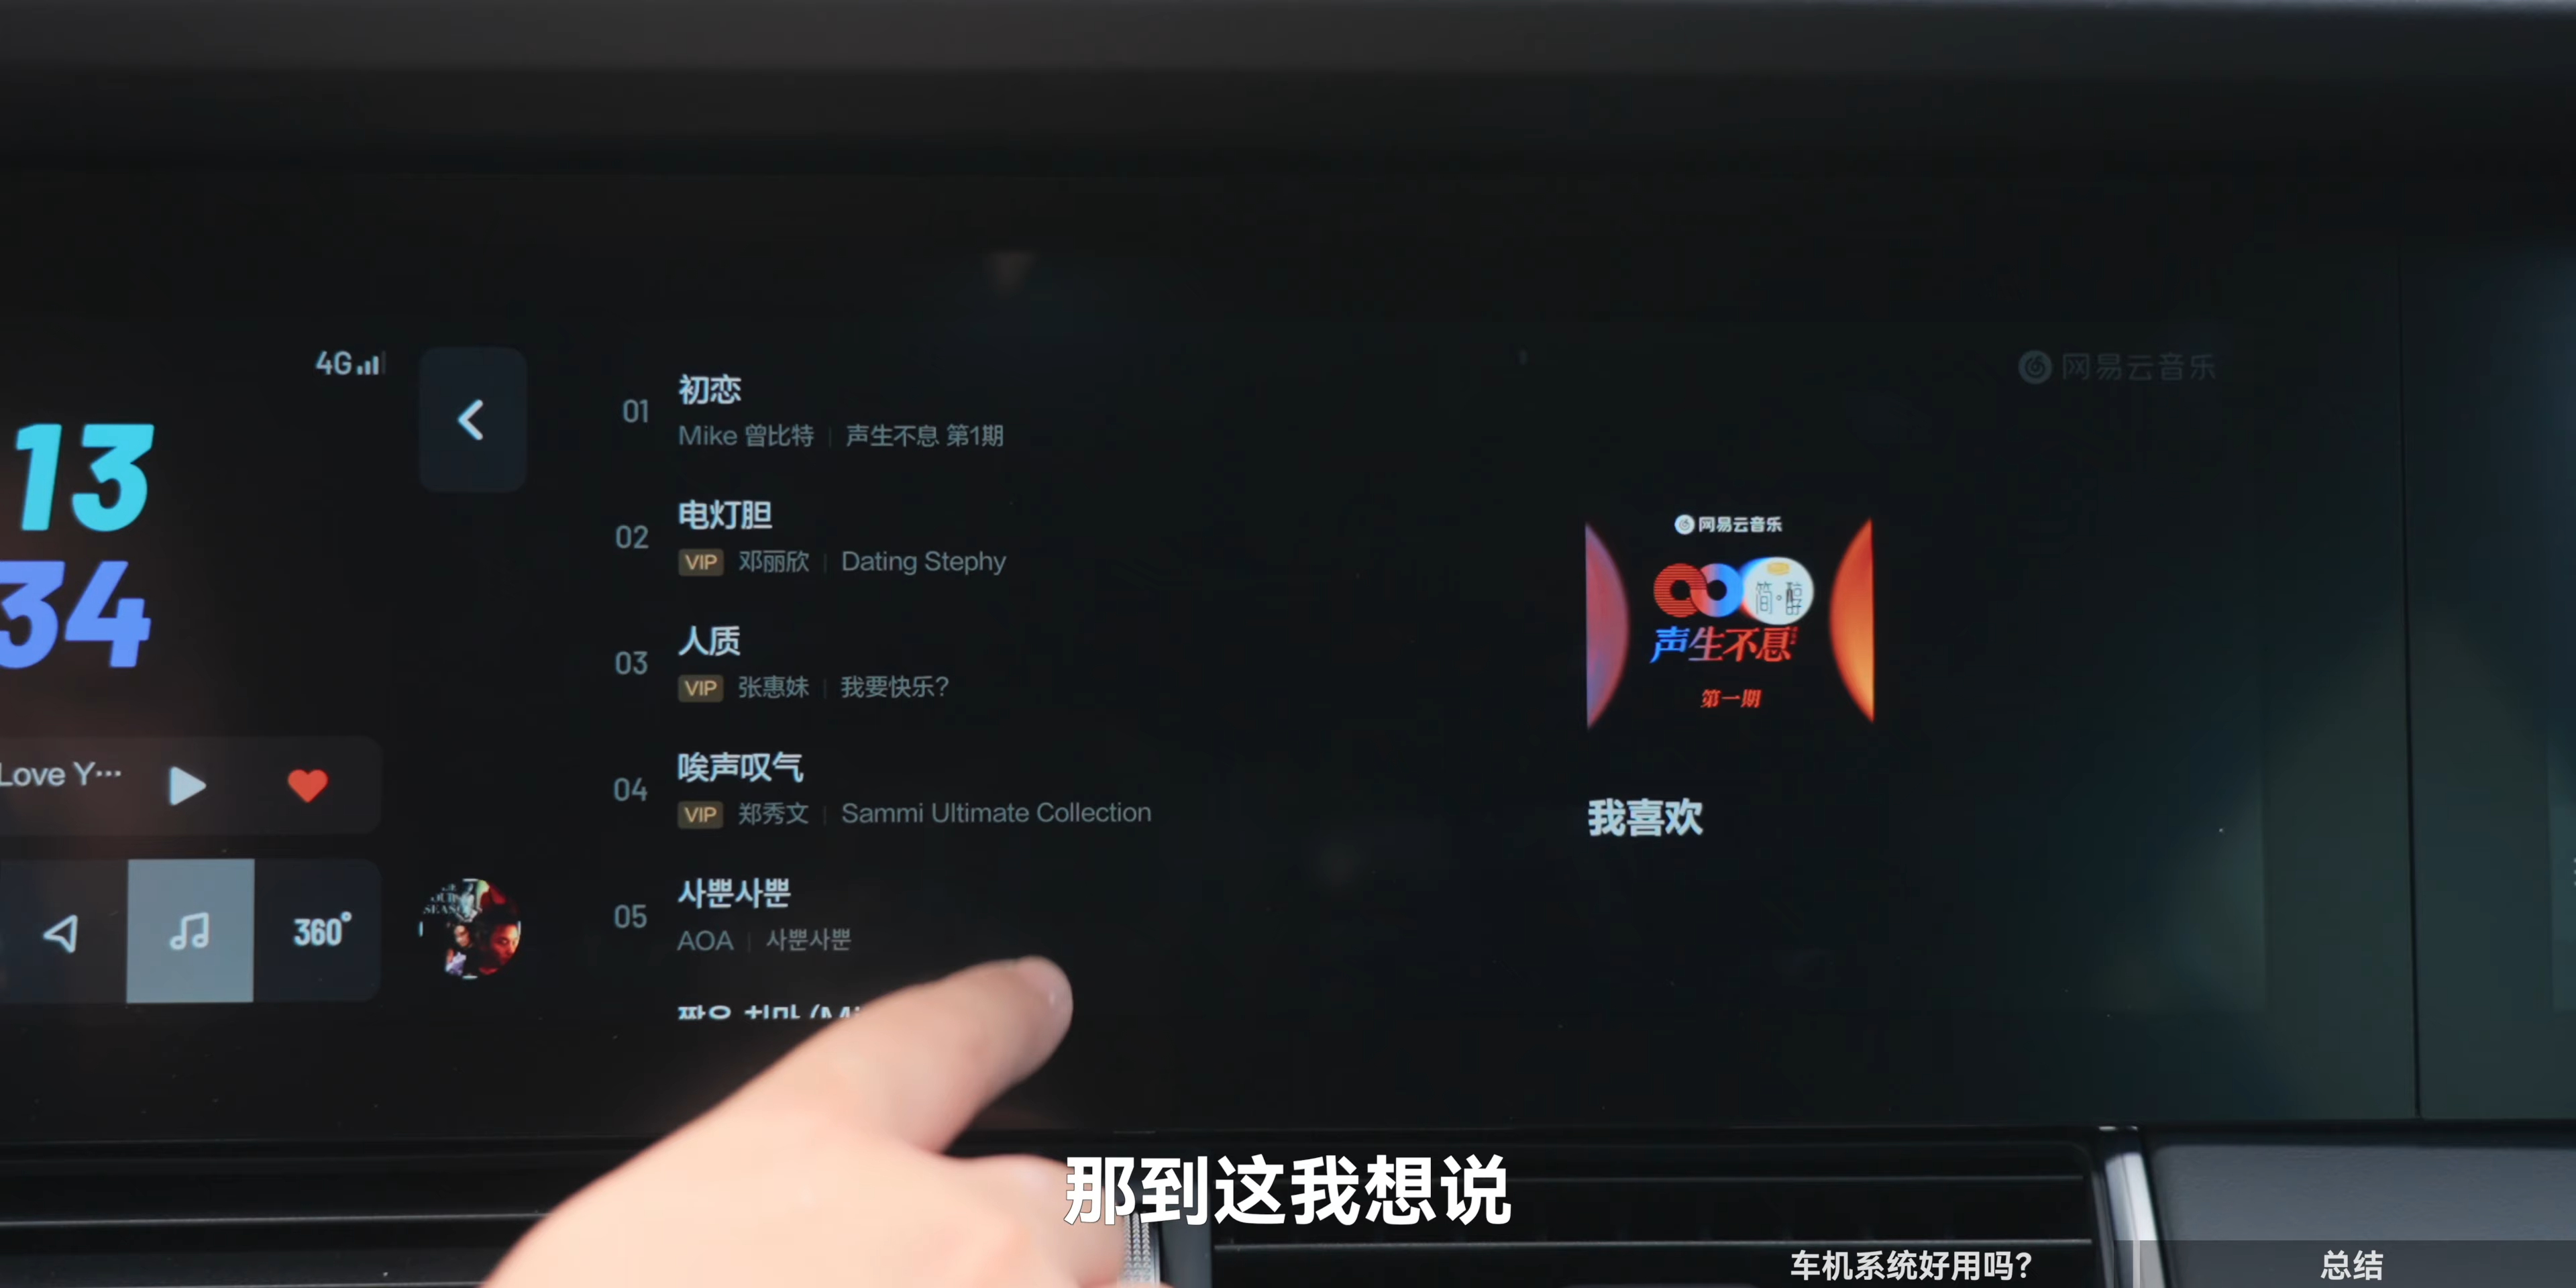 4G
13
34
Love Y...
360°
01
初恋
Mike 曾比特 | 声生不息 第1期
02
电灯胆
VIP 邓丽欣 | Dating Stephy
03
人质
VIP 张惠妹 | 我要快乐?
04
唉声叹气
VIP 郑秀文 | Sammi Ultimate Collection
05
사뿐사뿐
AOA | 사뿐사뿐
网易云音乐
网易云音乐
简·醇
声生不息
第一期
我喜欢
那到这我想说
车机系统好用吗?
总结